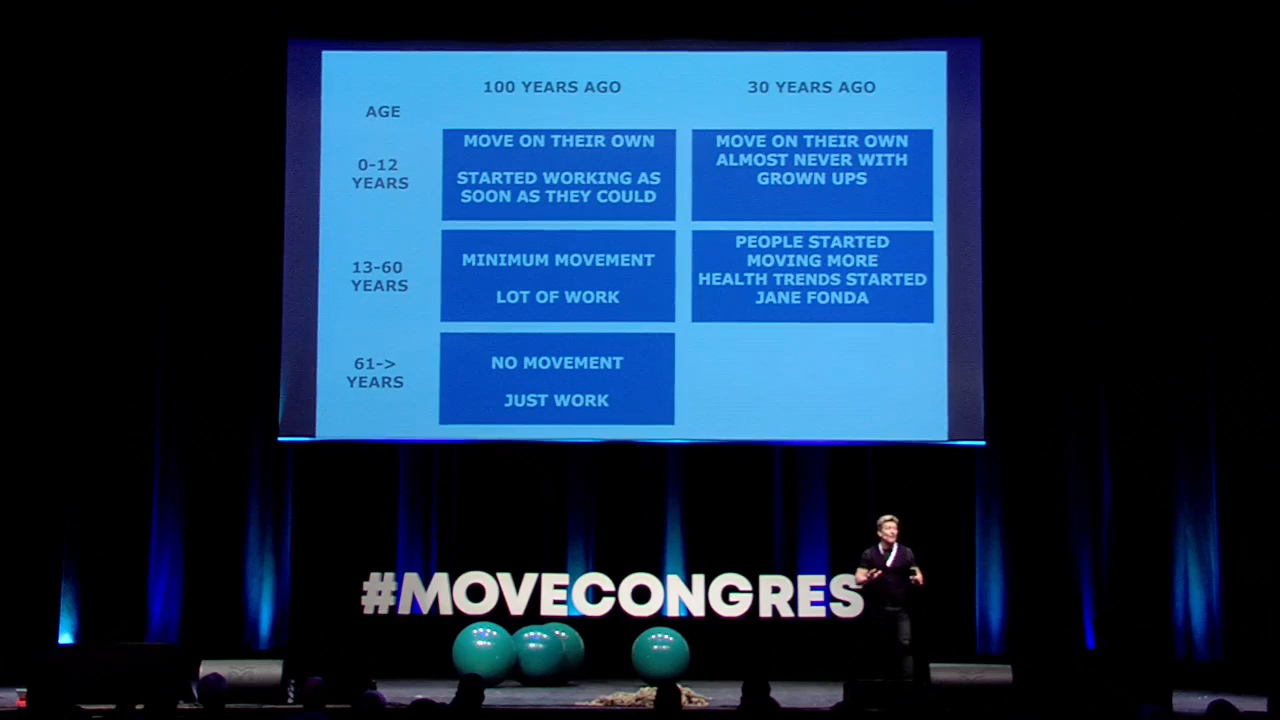 100 YEARS AGO
30 YEARS AGO
AGE
0-12
YEARS
MOVE ON THEIR OWN
STARTED WORKING AS
SOON AS THEY COULD
MOVE ON THEIR OWN
ALMOST NEVER WITH
GROWN UPS
13-60
YEARS
MINIMUM MOVEMENT
LOT OF WORK
PEOPLE STARTED
MOVING MORE
HEALTH TRENDS STARTED
JANE FONDA
61->
YEARS
NO MOVEMENT
JUST WORK
#MOVECONGRES